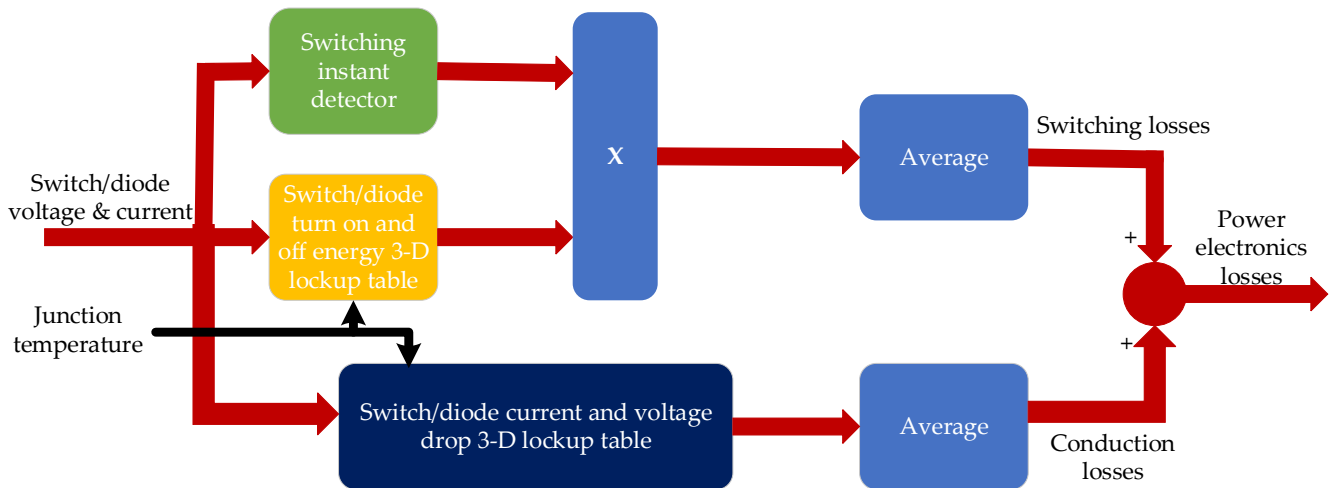 Switching
instant
detector
X
Average
Switching losses
Switch/diode
voltage & current
Switch/diode
turn on and
off energy 3-D
lockup table
+
Power
electronics
losses
Junction
temperature
+
Switch/diode current and voltage
drop 3-D lockup table
Average
Conduction
losses